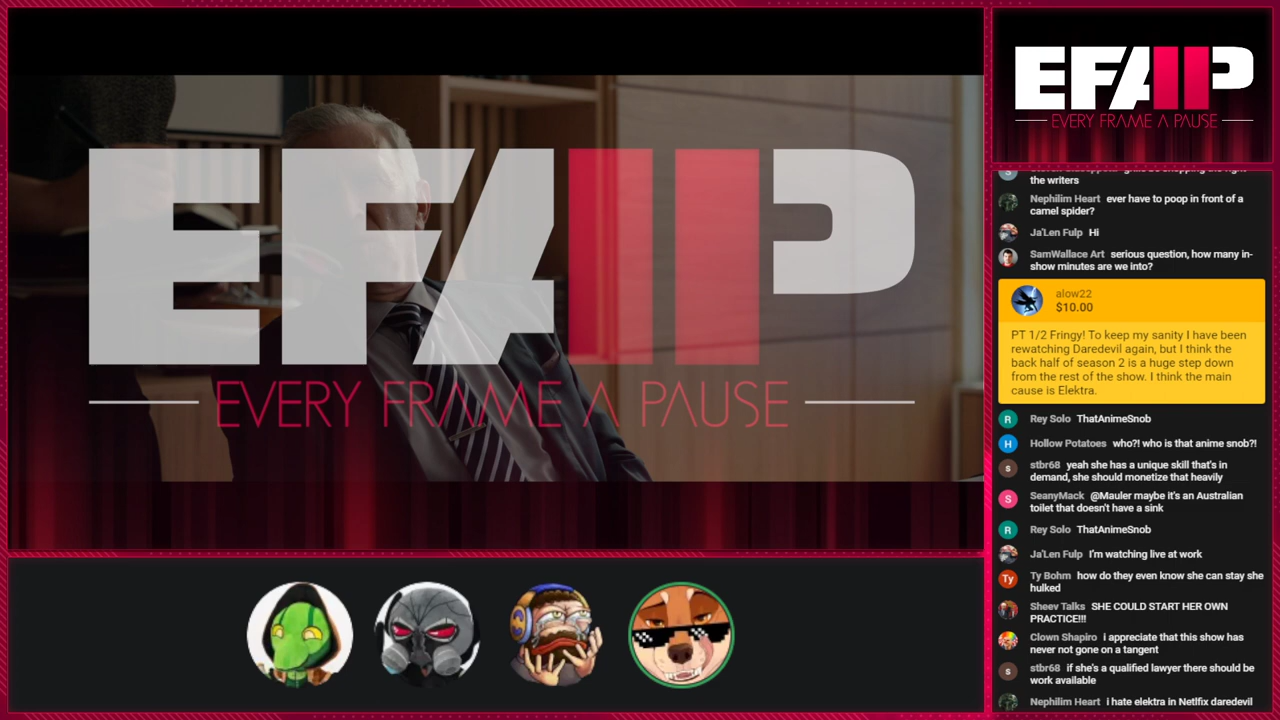 EFAP
EVERY FRAME A PAUSE
EFAP
EVERY FRAME A PAUSE
the writers
Nephilim Heart ever have to poop in front of a
camel spider?
Ja'Len Fulp Hi
SamWallace Art serious question, how many in-
show minutes are we into?
alow22
$10.00
PT 1/2 Fringy! To keep my sanity I have been
rewatching Daredevil again, but I think the
back half of season 2 is a huge step down
from the rest of the show. I think the main
cause is Elektra.
R Rey Solo ThatAnimeSnob
H Hollow Potatoes who?! who is that anime snob?!
s stbr68 yeah she has a unique skill that's in
demand, she should monetize that heavily
S SeanyMack @Mauler maybe it's an Australian
toilet that doesn't have a sink
R Rey Solo ThatAnimeSnob
Ja'Len Fulp I'm watching live at work
Ty Ty Bohm how do they even know she can stay she
hulked
Sheev Talks SHE COULD START HER OWN
PRACTICE!!!
Clown Shapiro i appreciate that this show has
never not gone on a tangent
s stbr68 if she's a qualified lawyer there should be
work available
Nephilim Heart i hate elektra in Netlfix daredevil